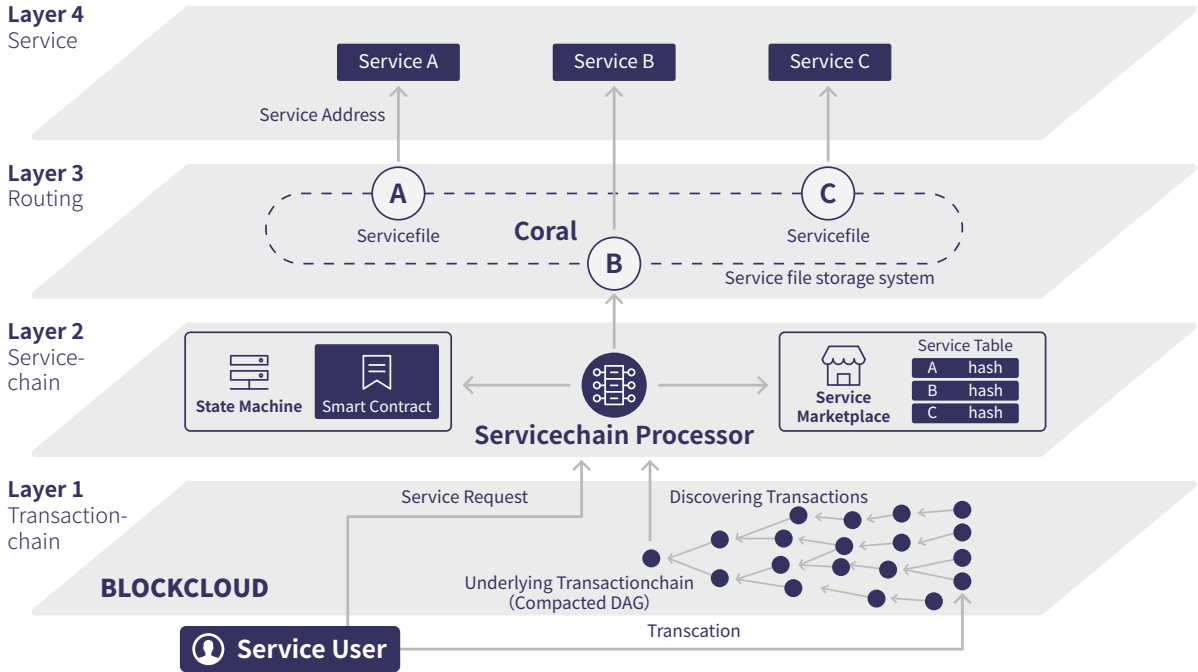 Layer 4
Service
Service A
Service B
Service C
Service Address
Layer 3
Routing
A
C
Servicefile
Coral
Servicefile
B
Service file storage system
Layer 2
Service-
chain
State Machine
Smart Contract
Servicechain Processor
Service
Marketplace
Service Table
A hash
B hash
C hash
Layer 1
Transaction-
chain
Service Request
Discovering Transactions
BLOCKCLOUD
Underlying Transactionchain
(Compacted DAG)
Transcation
Service User